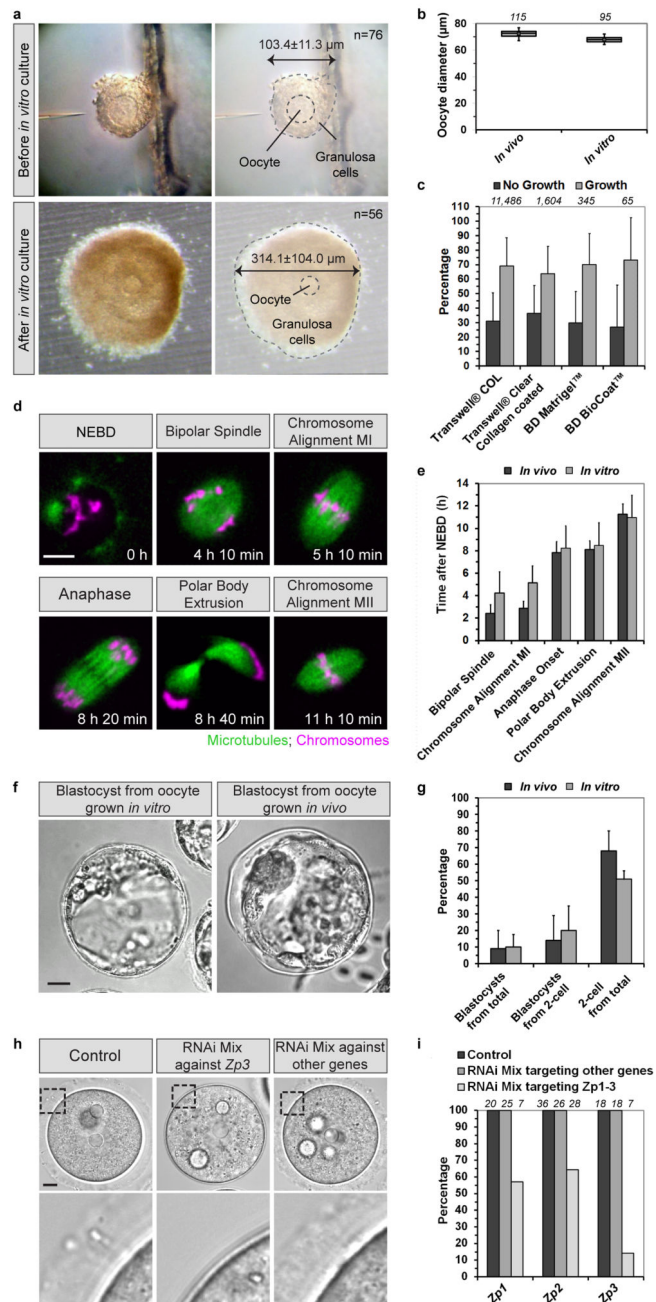 a
Before in vitro culture
n=76
103.4±11.3 µm
Oocyte
Granulosa
cells
After in vitro culture
n=56
314.1±104.0 µm
Oocyte
Granulosa
cells
b
115 95
Oocyte diameter (µm)
80
60
40
20
0
In vivo
In vitro
c
No Growth Growth
11,486 1,604 345 65
Percentage
110
100
90
80
70
60
50
40
30
20
10
0
Transwell® COL
Transwell® Clear
Collagen coated
BD Matrigel™
BD BioCoat™
d
NEBD
Bipolar Spindle
Chromosome
Alignment MI
0 h
4 h 10 min
5 h 10 min
Anaphase
Polar Body
Extrusion
Chromosome
Alignment MII
8 h 20 min
8 h 40 min
11 h 10 min
Microtubules; Chromosomes
e
In vivo In vitro
Time after NEBD (h)
14
12
10
8
6
4
2
0
Bipolar Spindle
Chromosome Alignment MI
Anaphase Onset
Polar Body Extrusion
Chromosome Alignment MII
f
Blastocyst from oocyte
grown in vitro
Blastocyst from oocyte
grown in vivo
g
In vivo In vitro
Percentage
100
90
80
70
60
50
40
30
20
10
0
Blastocysts
from total
Blastocysts
from 2-cell
2-cell
from total
h
Control
RNAi Mix
against Zp3
RNAi Mix against
other genes
i
Control
RNAi Mix targeting other genes
RNAi Mix targeting Zp1-3
20 25 7 36 26 28 18 18 7
Percentage
100
80
60
40
20
0
Zp1
Zp2
Zp3